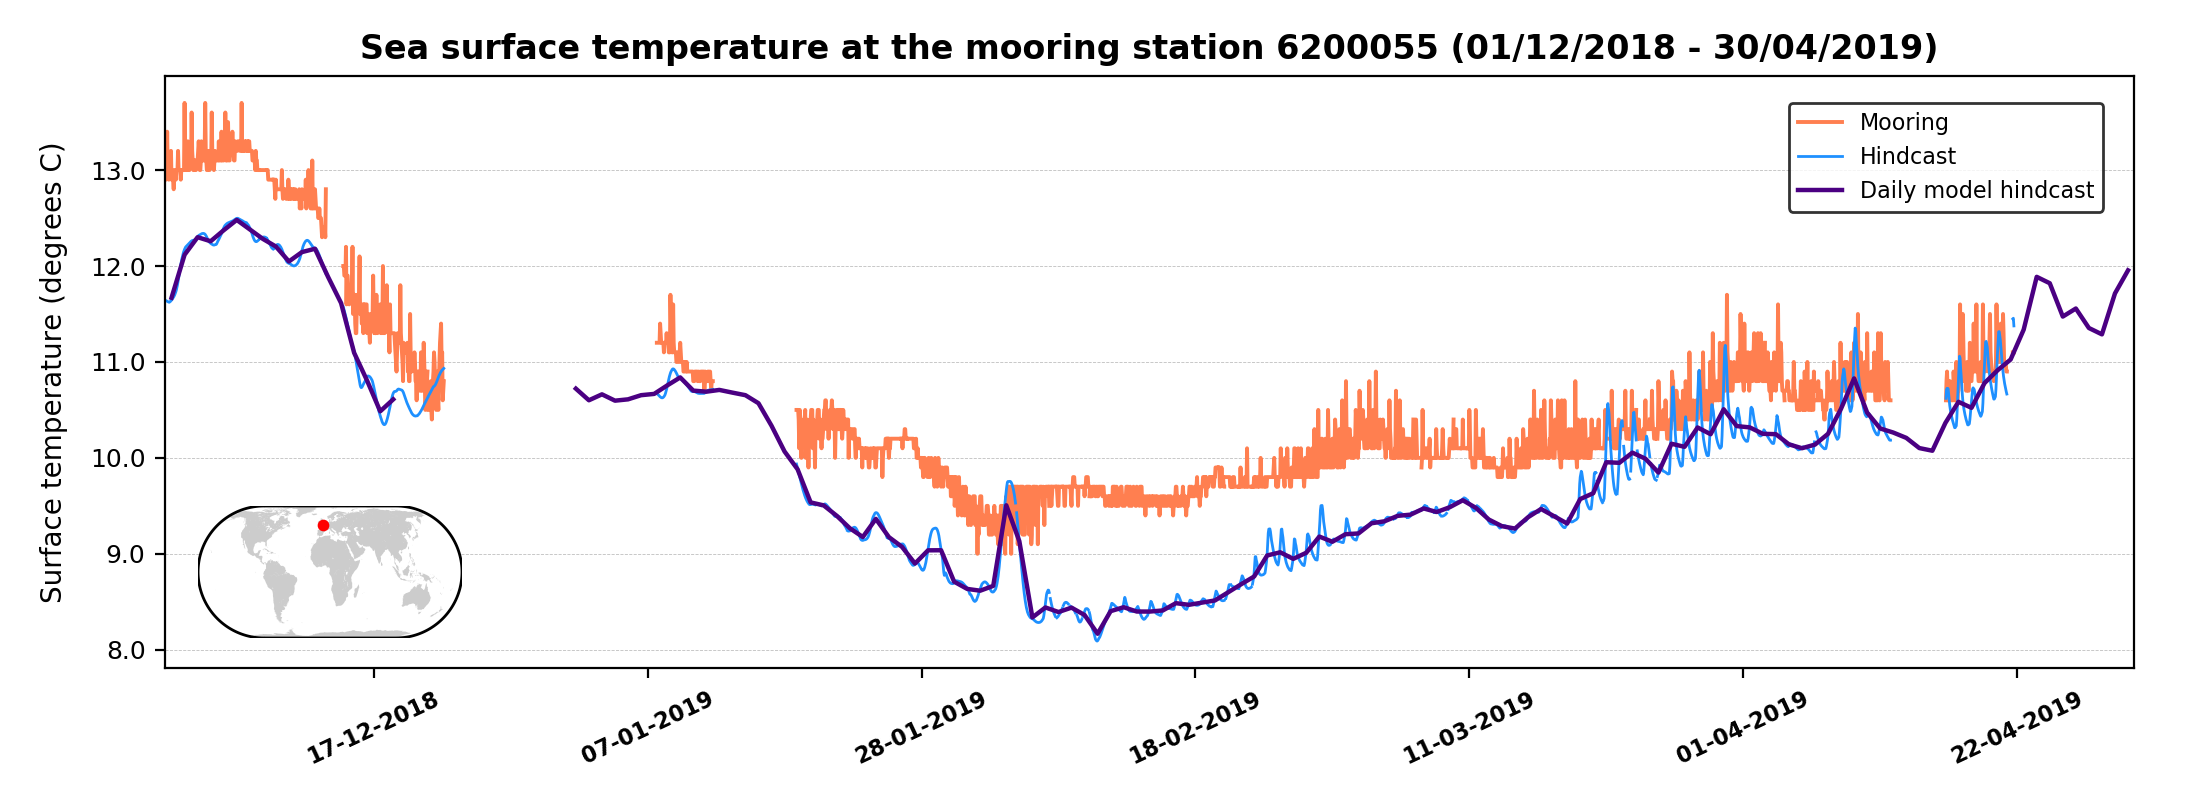 Sea surface temperature at the mooring station 6200055 (01/12/2018 - 30/04/2019)
Surface temperature (degrees C)
13.0
12.0
11.0
10.0
9.0
8.0
Mooring
Hindcast
Daily model hindcast
17-12-2018
07-01-2019
28-01-2019
18-02-2019
11-03-2019
01-04-2019
22-04-2019